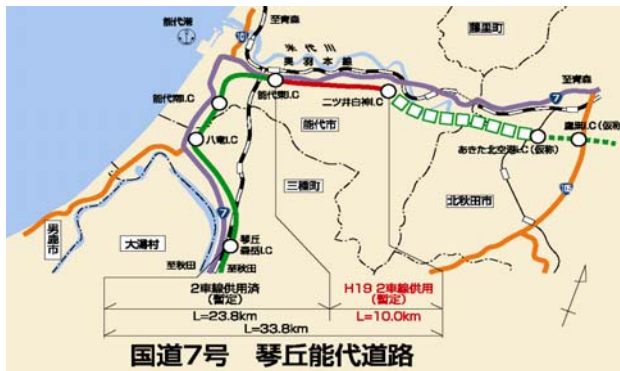 能代港
101
至青森
米代川
奥羽本線
藤里町
至青森
7
能代南I.C
能代東I.C
二ツ井白神I.C
能代市
八竜I.C
あきた北空港I.C(仮称)
鷹巣I.C(仮称)
三種町
北秋田市
105
男鹿市
大潟村
7
琴丘
森岳I.C
至秋田
至秋田
2車線供用済
(暫定)
H19 2車線供用
(暫定)
L=23.8km
L=10.0km
L=33.8km
国道7号 琴丘能代道路